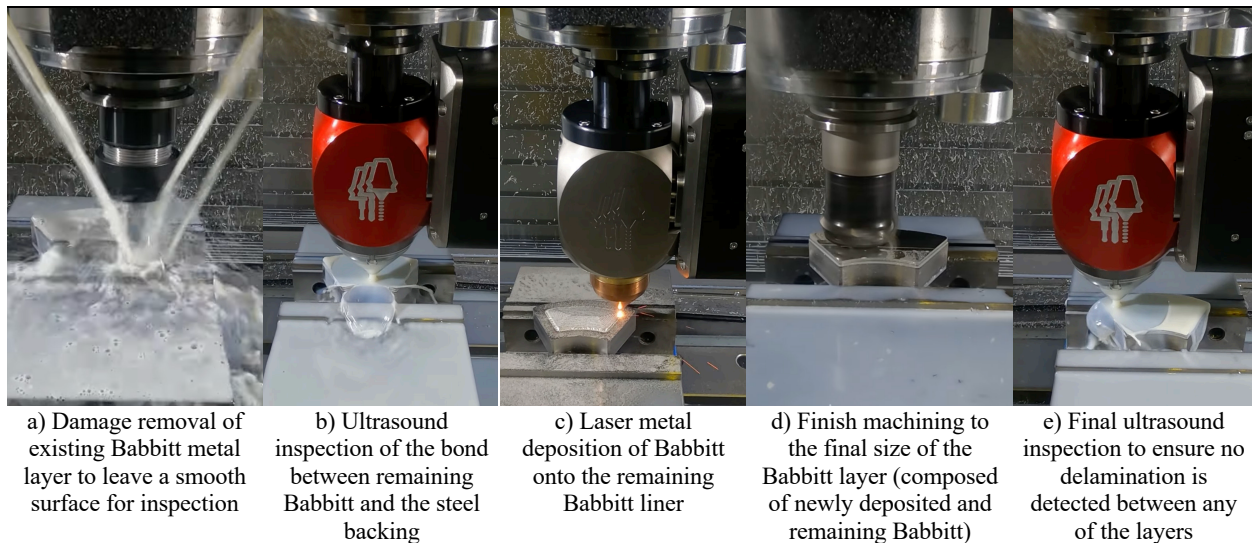 a) Damage removal of
existing Babbitt metal
layer to leave a smooth
surface for inspection
b) Ultrasound
inspection of the bond
between remaining
Babbitt and the steel
backing
c) Laser metal
deposition of Babbitt
onto the remaining
Babbitt liner
d) Finish machining to
the final size of the
Babbitt layer (composed
of newly deposited and
remaining Babbitt)
e) Final ultrasound
inspection to ensure no
delamination is
detected between any
of the layers